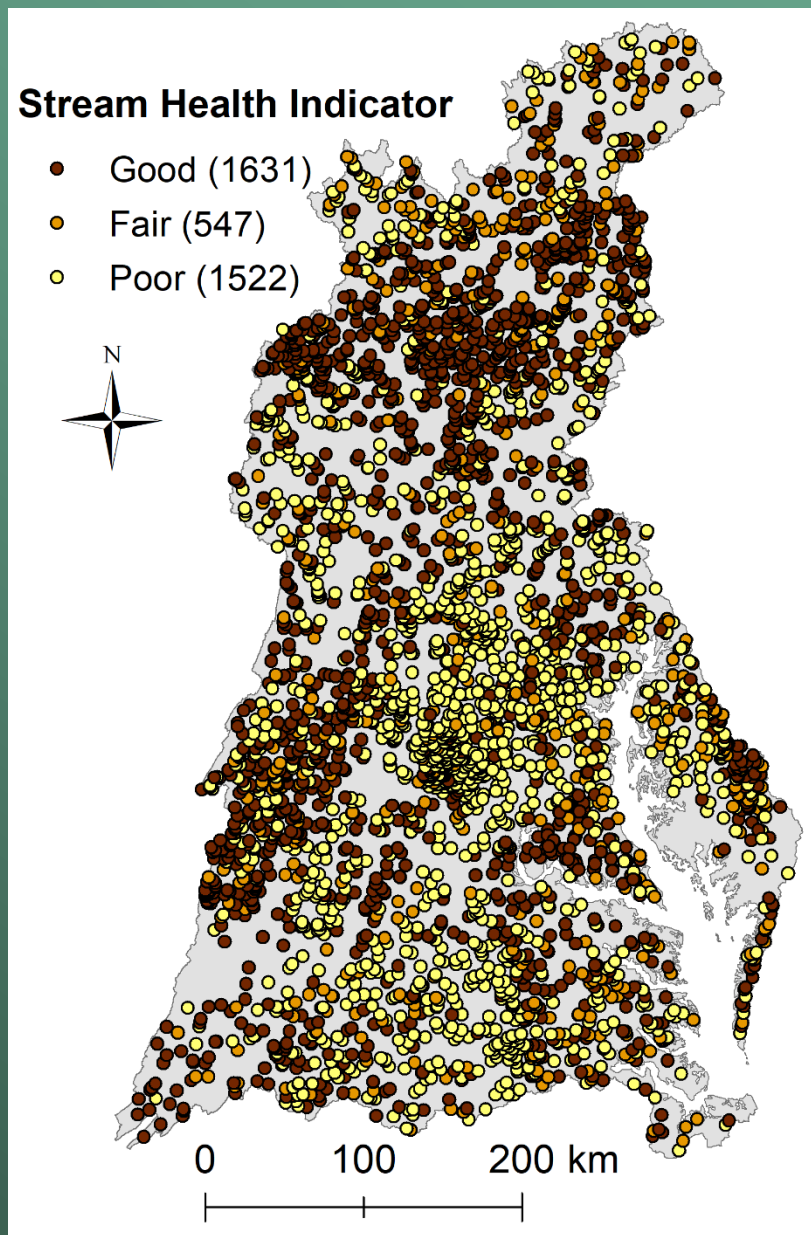 Stream Health Indicator
Good (1631)
Fair (547)
Poor (1522)
N
0 100 200 km